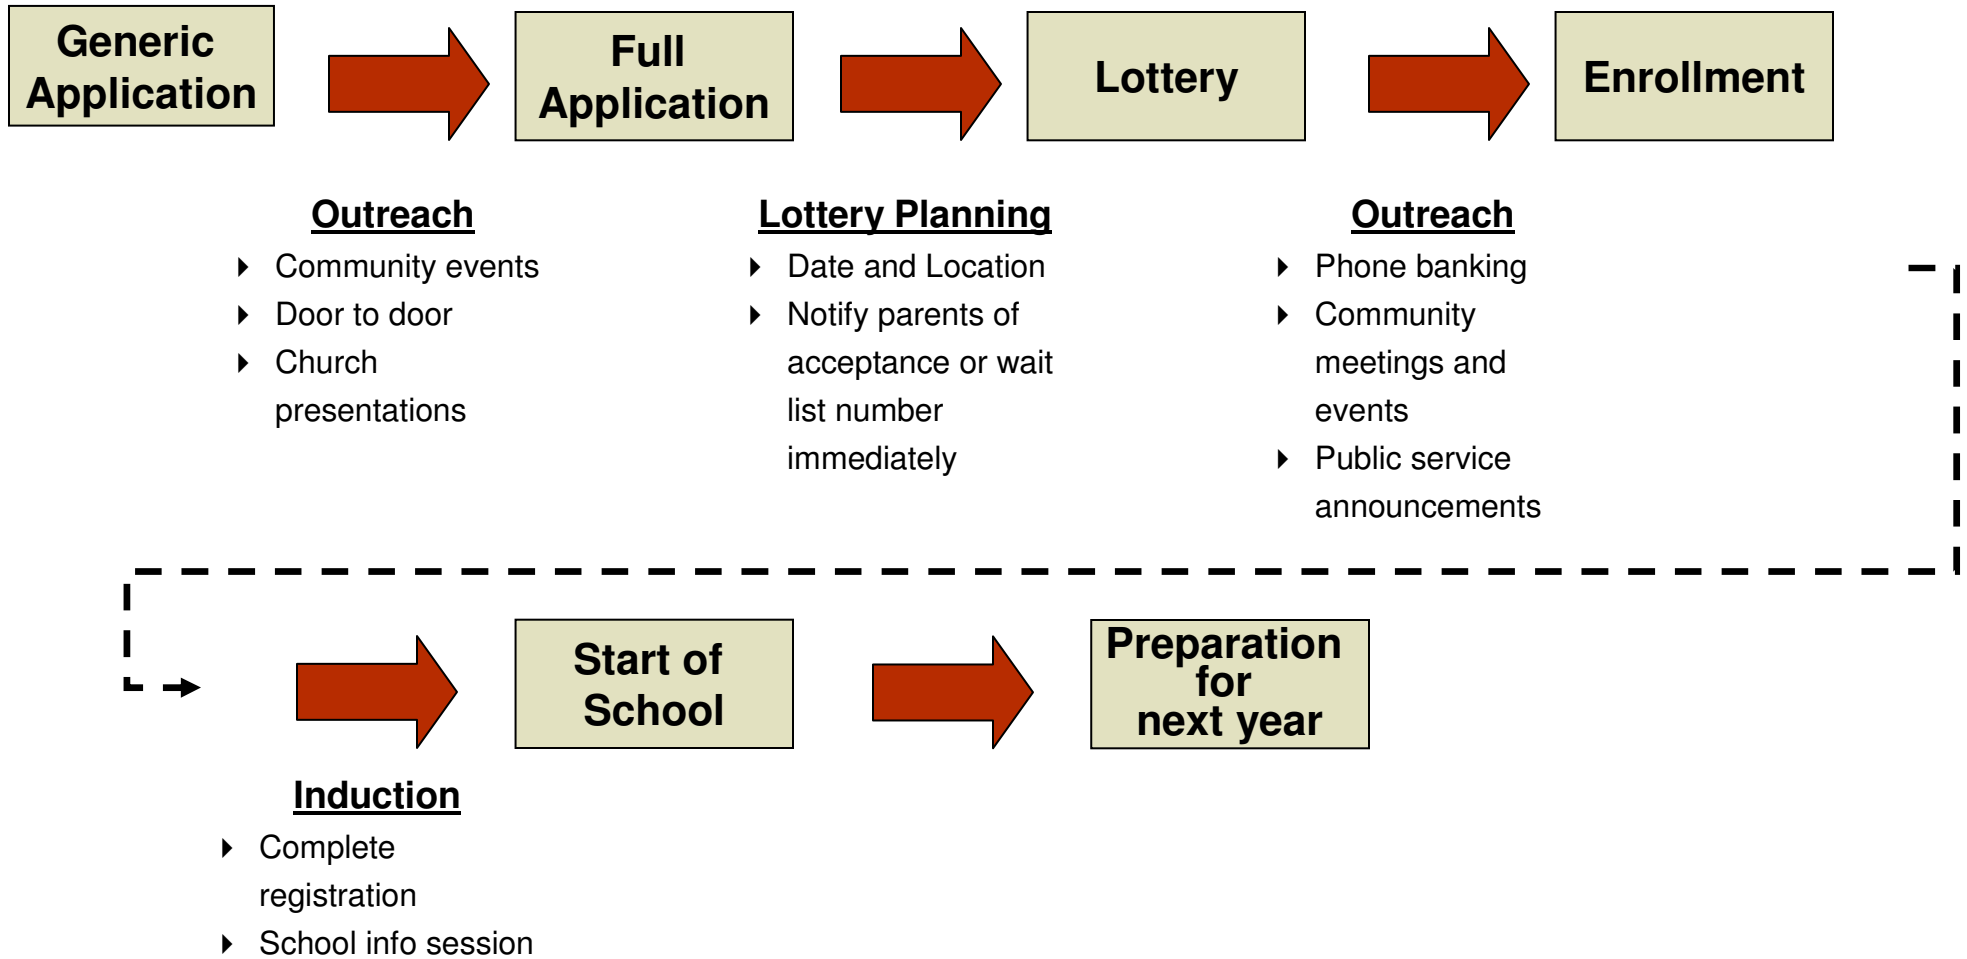 Generic
Application
Full
Application
Lottery
Enrollment
Outreach
Community events
Door to door
Church
presentations
Lottery Planning
Date and Location
Notify parents of
acceptance or wait
list number
immediately
Outreach
Phone banking
Community
meetings and
events
Public service
announcements
Start of
School
Preparation
for
next year
Induction
Complete
registration
School info session